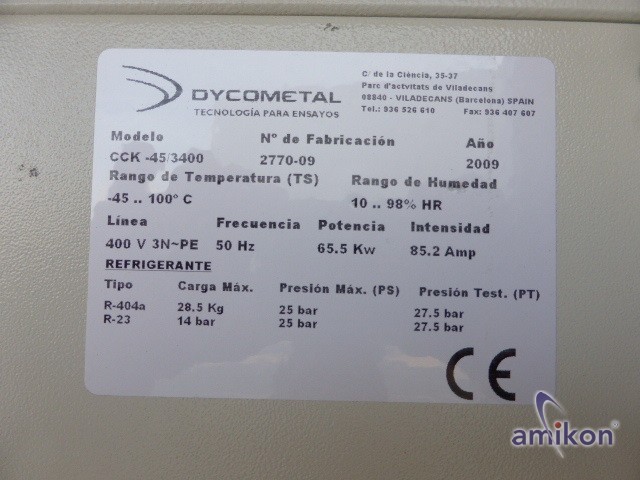 DYCOMETAL
TECNOLOGÍA PARA ENSAYOS
C/ de la Ciència, 35-37
Parc d'actvitats de Viladecans
08840 - VILADECANS (Barcelona) SPAIN
Tel.: 936 526 610 Fax: 936 407 607
Modelo Nº de Fabricación Año
CCK -45/3400 2770-09 2009
Rango de Temperatura (TS) Rango de Humedad
-45 .. 100º C 10 .. 98% HR
Línea Frecuencia Potencia Intensidad
400 V 3N~PE 50 Hz 65.5 Kw 85.2 Amp
REFRIGERANTE
Tipo Carga Máx. Presión Máx. (PS) Presión Test. (PT)
R-404a 28.5 Kg 25 bar 27.5 bar
R-23 14 bar 25 bar 27.5 bar
CE
amikon®